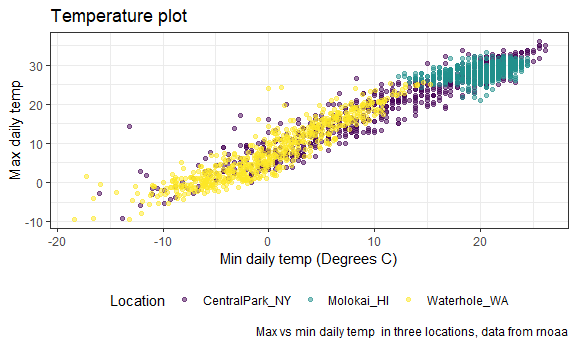 Temperature plot
Max daily temp
30
20
10
0
-10
-20
-10
0
10
20
Min daily temp (Degrees C)
Location
CentralPark_NY
Molokai_HI
Waterhole_WA
Max vs min daily temp  in three locations, data from rnoaa